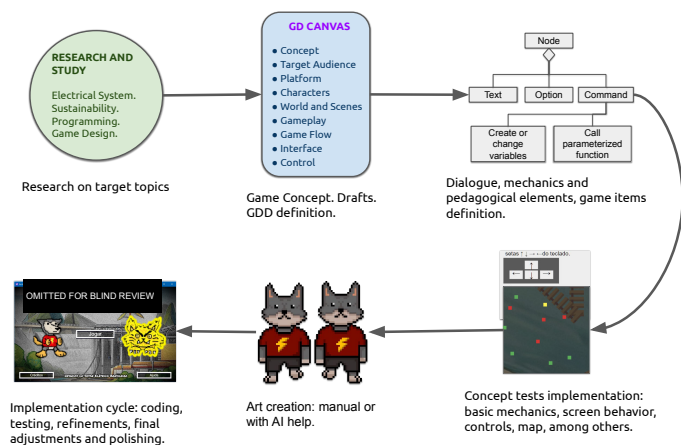 RESEARCH AND
STUDY
Electrical System.
Sustainability.
Programming.
Game Design.
Research on target topics
GD CANVAS
● Concept
● Target Audience
● Platform
● Characters
● World and Scenes
● Gameplay
● Game Flow
● Interface
● Control
Game Concept. Drafts.
GDD definition.
Node
Text
Option
Command
Create or
change
variables
Call
parameterized
function
Dialogue, mechanics and
pedagogical elements, game items
definition.
setas ↑ ↓ → ← do teclado.
↑
← ↓ →
Concept tests implementation:
basic mechanics, screen behavior,
controls, map, among others.
Art creation: manual or
with AI help.
OMITTED FOR BLIND REVIEW
Jogar
Implementation cycle: coding,
testing, refinements, final
adjustments and polishing.